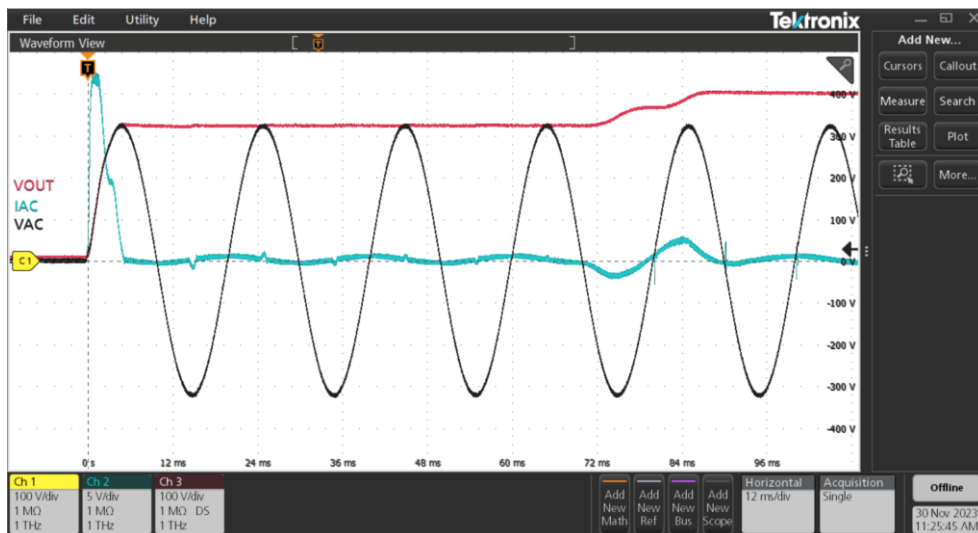 File Edit Utility Help
Tektronix
Waveform View
Add New...
Cursors Callout
Measure Search
Results Table Plot
More...
T
T
400 V
300 V
200 V
100 V
0 V
-100 V
-200 V
-300 V
-400 V
VOUT
IAC
VAC
C1
0 s 12 ms 24 ms 36 ms 48 ms 60 ms 72 ms 84 ms 96 ms
Ch 1
100 V/div
1 MΩ
1 THz
Ch 2
5 V/div
1 MΩ
1 THz
Ch 3
100 V/div
1 MΩ DS
1 THz
Add New Math
Add New Ref
Add New Bus
Add New Scope
Horizontal
12 ms/div
Acquisition
Single
Offline
30 Nov 2023
11:25:45 AM